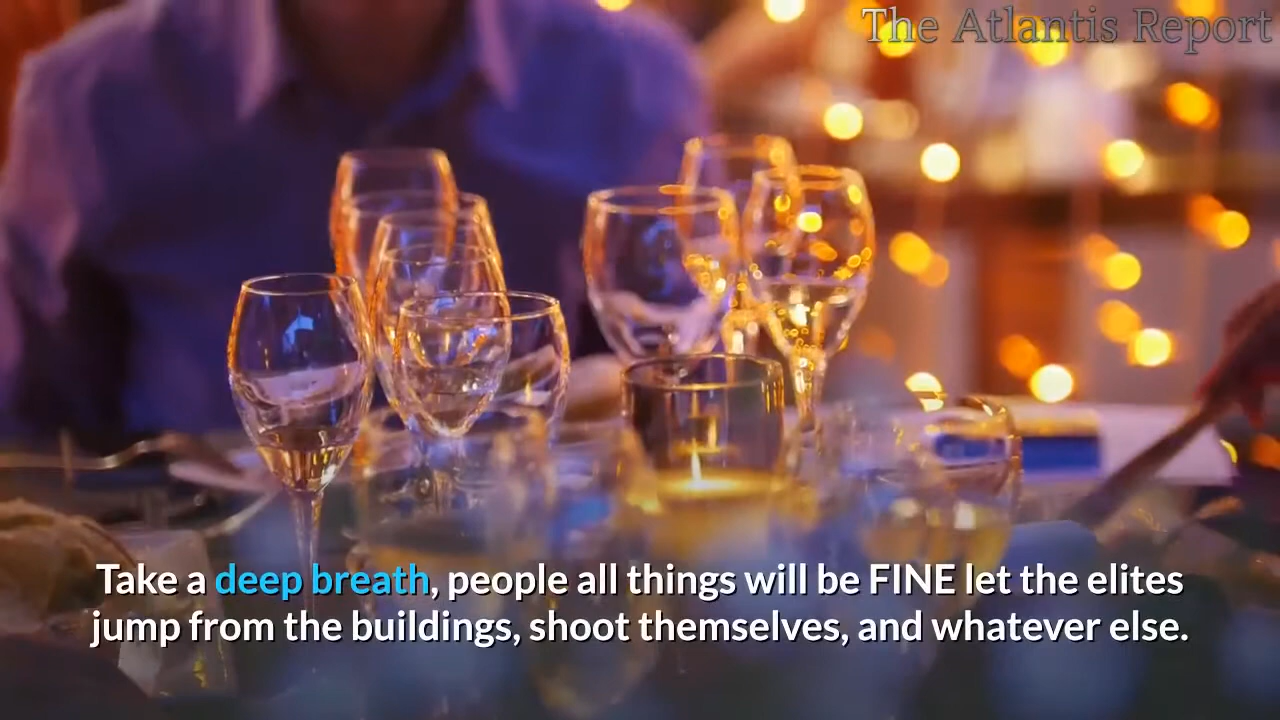 The Atlantis Report
Take a deep breath, people all things will be FINE let the elites
jump from the buildings, shoot themselves, and whatever else.